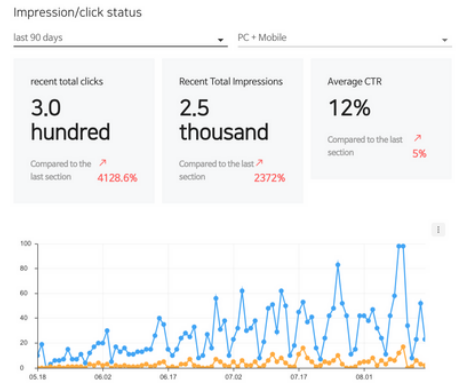 Impression/click status
last 90 days
PC + Mobile
recent total clicks
3.0
hundred
Compared to the
last section
4128.6%
Recent Total Impressions
2.5
thousand
Compared to the last
section
2372%
Average CTR
12%
Compared to the last
section
5%
100
80
60
40
20
0
05.18
06.02
06.17
07.02
07.17
08.01